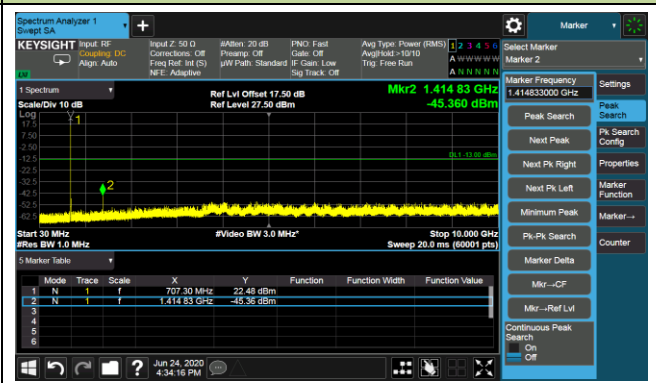 Spectrum Analyzer 1
Swept SA
Marker
KEYSIGHT
Input: RF
Coupling: DC
Align: Auto
Input Z: 50 Ω
Corrections: Off
Freq Ref: Int (S)
NFE: Adaptive
#Atten: 20 dB
Preamp: Off
µW Path: Standard
PNO: Fast
Gate: Off
IF Gain: Low
Sig Track: Off
Avg Type: Power (RMS)
Avg|Hold:>10/10
Trig: Free Run
1 2 3 4 5 6
A W W W W W
A N N N N N
Select Marker
Marker 2
1 Spectrum
Scale/Div 10 dB
Ref Lvl Offset 17.50 dB
Ref Level 27.50 dBm
Mkr2 1.414 83 GHz
-45.360 dBm
Log
17.5
7.50
-2.50
-12.5
-22.5
-32.5
-42.5
-52.5
-62.5
1
2
DL1 -13.00 dBm
Start 30 MHz
#Res BW 1.0 MHz
#Video BW 3.0 MHz*
Stop 10.000 GHz
Sweep 20.0 ms (60001 pts)
5 Marker Table
Mode Trace Scale X Y Function Function Width Function Value
1 N 1 f 707.30 MHz 22.48 dBm
2 N 1 f 1.414 83 GHz -45.36 dBm
3
4
5
6
Marker Frequency
1.414833000 GHz
Peak Search
Next Peak
Next Pk Right
Next Pk Left
Minimum Peak
Pk-Pk Search
Marker Delta
Mkr→CF
Mkr→Ref Lvl
Continuous Peak
Search
On
Off
Settings
Peak
Search
Pk Search
Config
Properties
Marker
Function
Marker→
Counter
?
Jun 24, 2020
4:34:16 PM